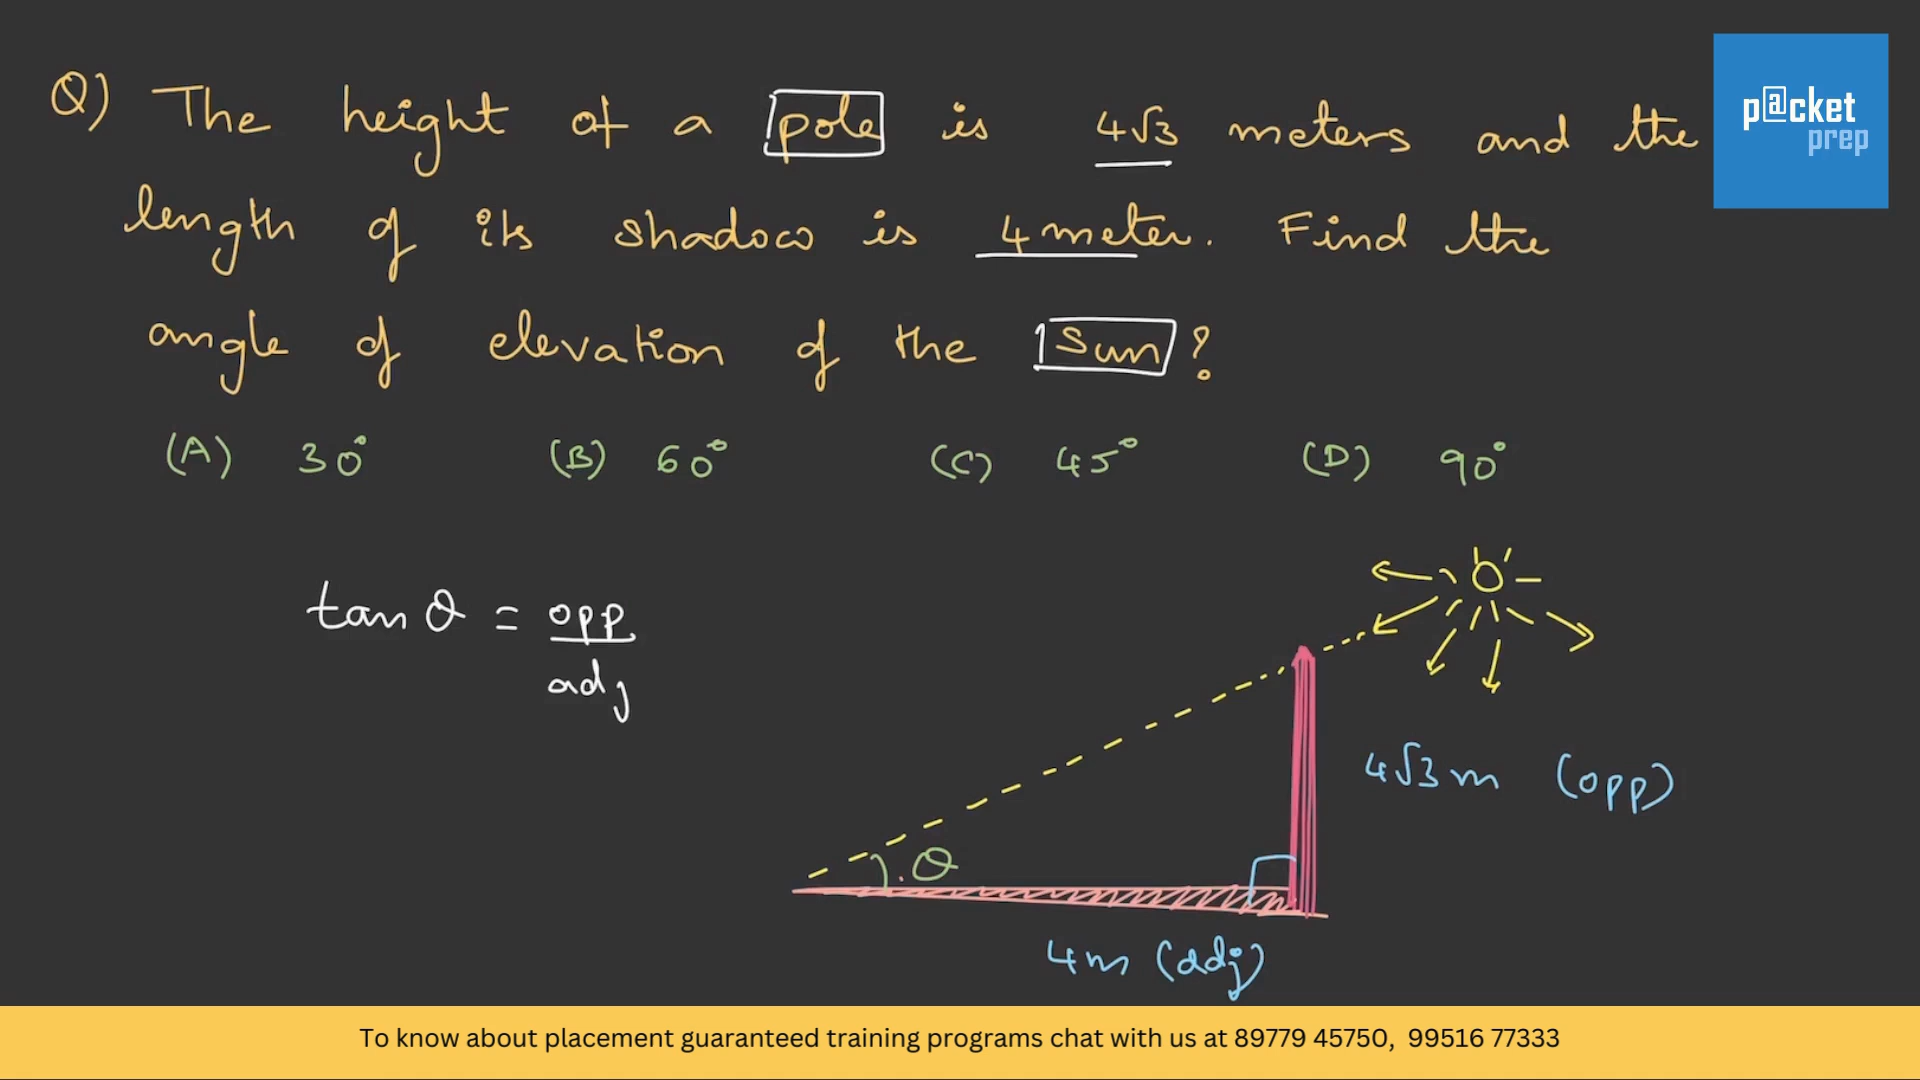 Q) The height of a pole is 4√3 meters and the
length of its shadow is 4 meter. Find the
angle of elevation of the Sun?
(A) 30° (B) 60° (C) 45° (D) 90°
tan θ = opp
adj
4√3 m (opp)
θ
4m (adj)
p@cket
prep
To know about placement guaranteed training programs chat with us at 89779 45750, 99516 77333